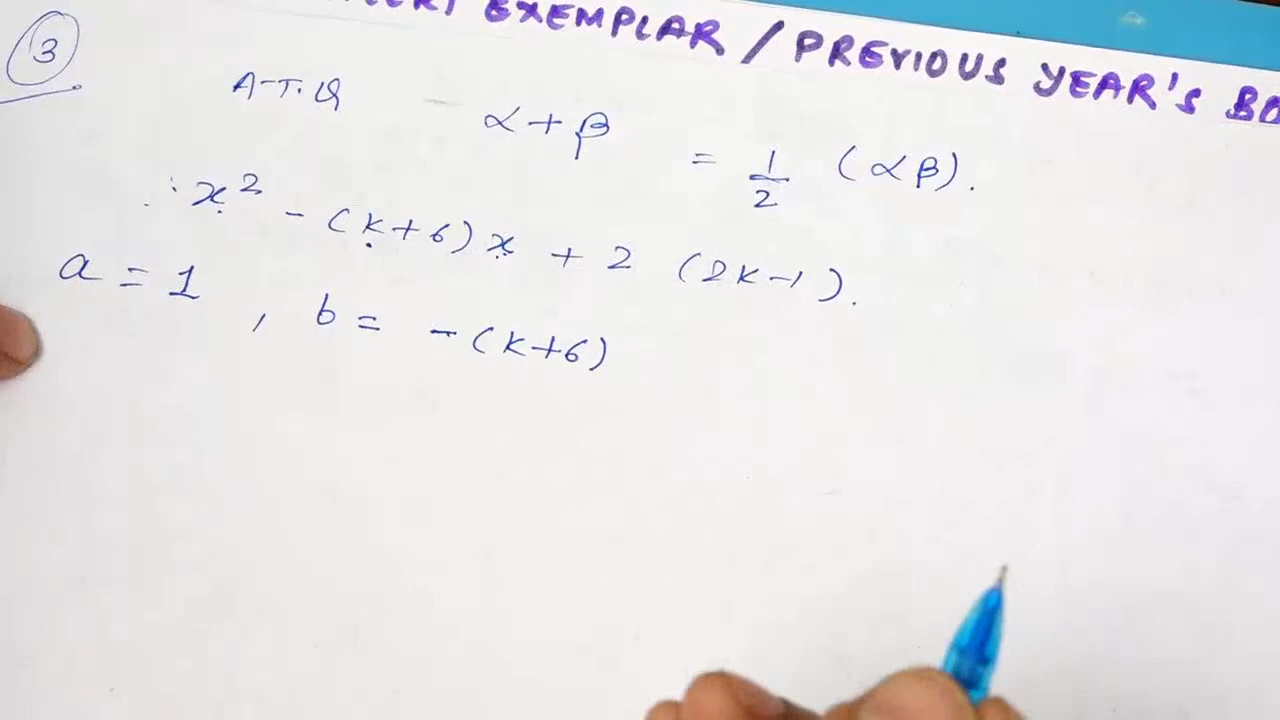 EXEMPLAR / PREVIOUS YEAR'S
3
A-T.Q α+β = 1/2 (αβ).
x² - (k+6)x + 2 (2k-1).
a = 1 , b = -(k+6)